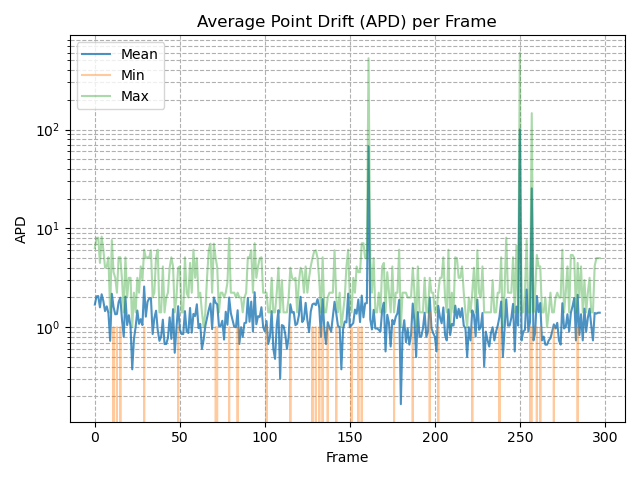 Average Point Drift (APD) per Frame
Mean
Min
Max
APD
10²
10¹
10⁰
0 50 100 150 200 250 300
Frame